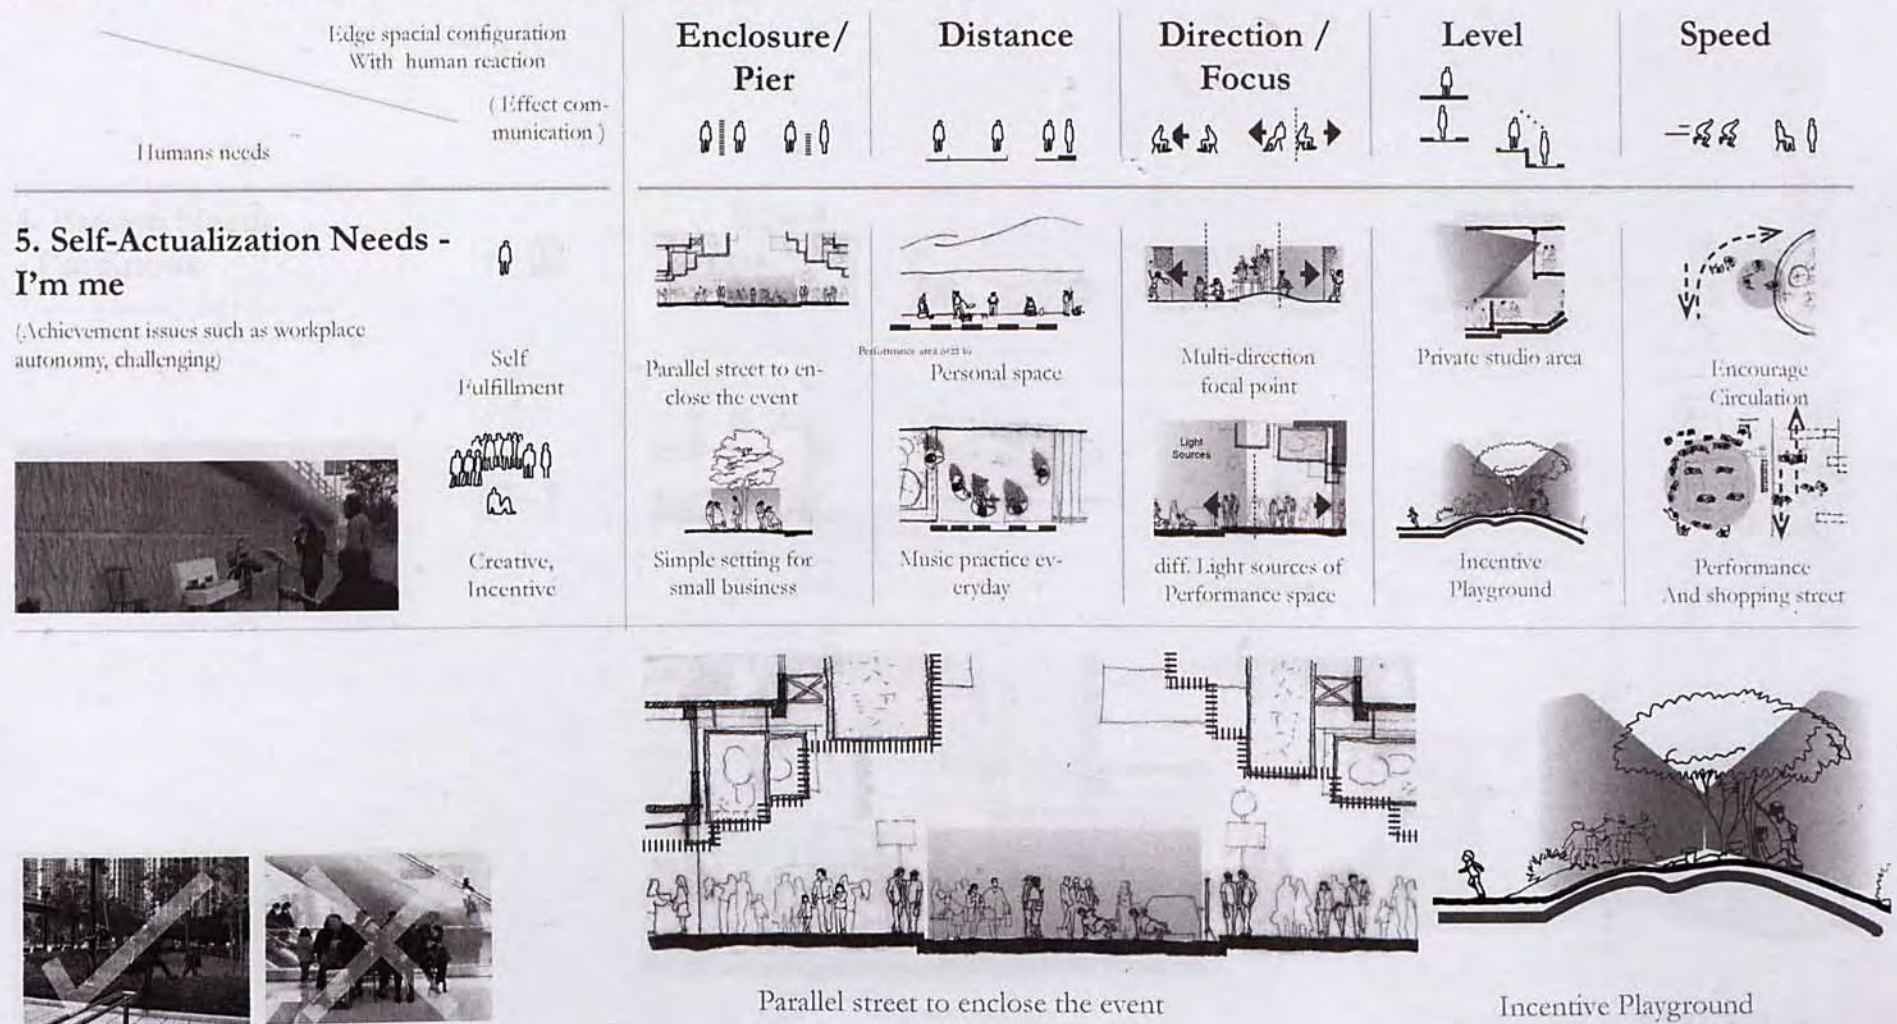 Edge spacial configuration
With human reaction
( Effect com-
munication )
Humans needs
Enclosure/
Pier
Distance
Direction /
Focus
Level
Speed
5. Self-Actualization Needs -
I'm me
(Achievement issues such as workplace
autonomy, challenging)
Self
Fulfillment
Creative,
Incentive
Parallel street to en-
close the event
Performance area next to
Personal space
Multi-direction
focal point
Private studio area
Encourage
Circulation
Light
Sources
Simple setting for
small business
Music practice ev-
eryday
diff. Light sources of
Performance space
Incentive
Playground
Performance
And shopping street
Parallel street to enclose the event
Incentive Playground